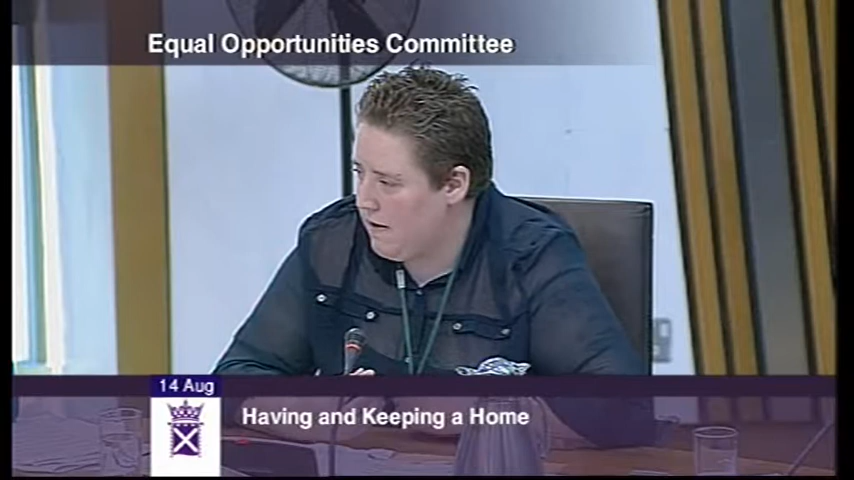 Equal Opportunities Committee
14 Aug
Having and Keeping a Home